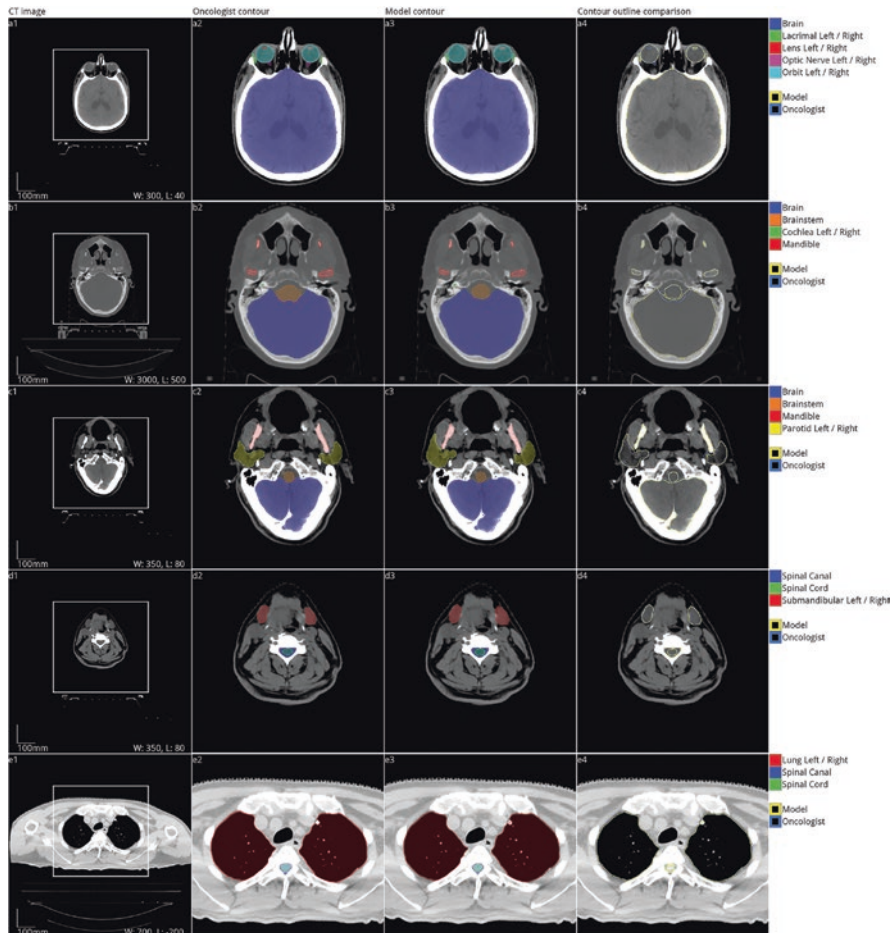 CT image
Oncologist contour
Model contour
Contour outline comparison
a1
a2
a3
a4
100mm
W: 300, L: 40
Brain
Lacrimal Left / Right
Lens Left / Right
Optic Nerve Left / Right
Orbit Left / Right
Model
Oncologist
b1
b2
b3
b4
100mm
W: 3000, L: 500
Brain
Brainstem
Cochlea Left / Right
Mandible
Model
Oncologist
c1
c2
c3
c4
100mm
W: 350, L: 80
Brain
Brainstem
Mandible
Parotid Left / Right
Model
Oncologist
d1
d2
d3
d4
100mm
W: 350, L: 80
Spinal Canal
Spinal Cord
Submandibular Left / Right
Model
Oncologist
e1
e2
e3
e4
100mm
W: 700, L: -200
Lung Left / Right
Spinal Canal
Spinal Cord
Model
Oncologist